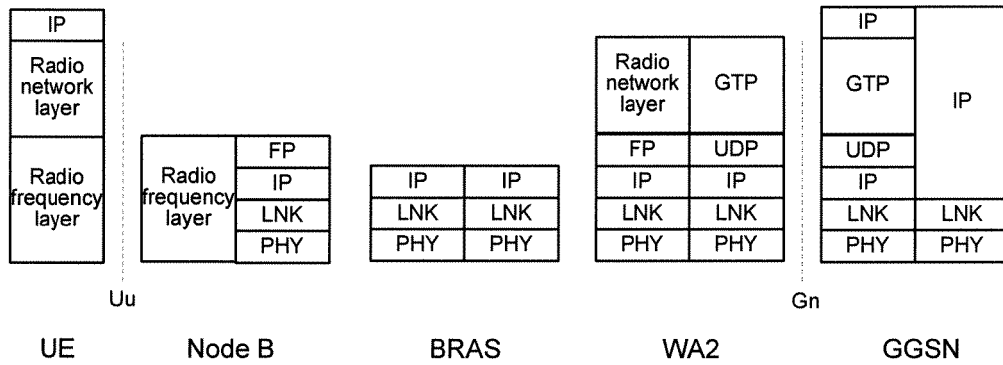 IP
Radio
network
layer
Radio
frequency
layer
Uu
UE
Radio
frequency
layer
FP
IP
LNK
PHY
Node B
IP IP
LNK LNK
PHY PHY
BRAS
Radio
network
layer
GTP
FP UDP
IP IP
LNK LNK
PHY PHY
WA2
Gn
IP
GTP
IP
UDP
IP
LNK LNK
PHY PHY
GGSN